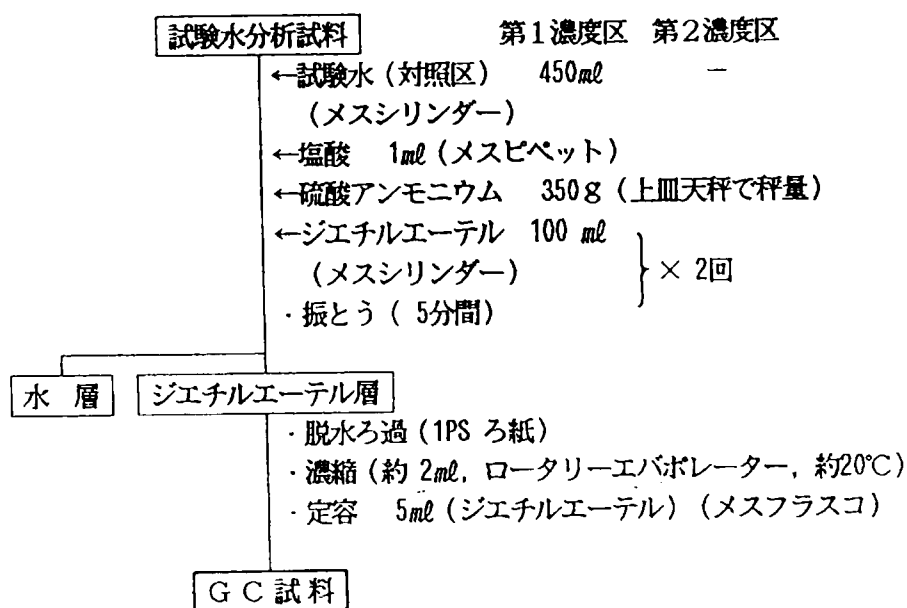 試験水分析試料 第1濃度区 第2濃度区
←試験水（対照区） 450㎖ －
（メスシリンダー）
←塩酸 1㎖（メスピペット）
←硫酸アンモニウム 350g（上皿天秤で秤量）
←ジエチルエーテル 100 ㎖
（メスシリンダー） × 2回
・振とう（ 5分間）
水 層 ジエチルエーテル層
・脱水ろ過（1PS ろ紙）
・濃縮（約 2㎖, ロータリーエバポレーター, 約20℃）
・定容 5㎖（ジエチルエーテル）（メスフラスコ）
GC試料